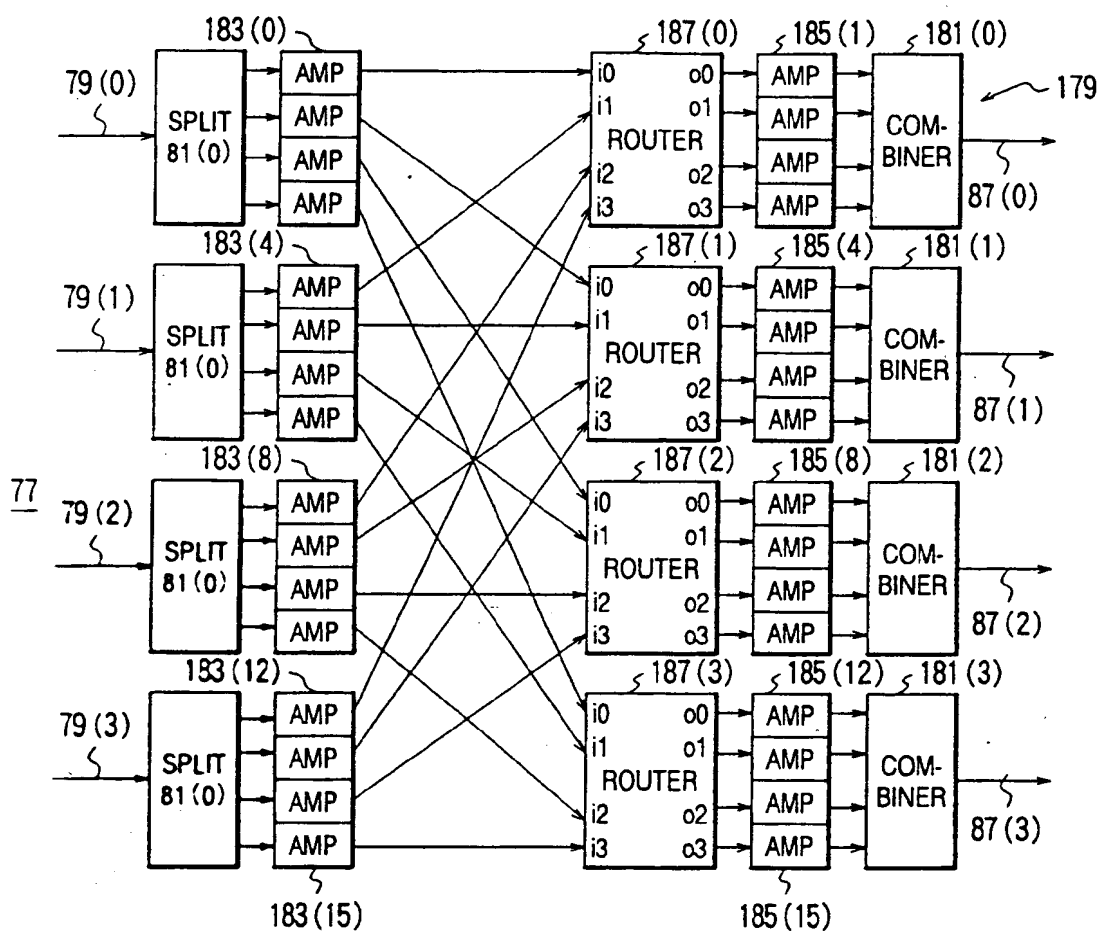 183(0) 187(0) 185(1) 181(0)
79(0)
SPLIT
81(0)
AMP
AMP
AMP
AMP
i0 o0
i1 o1
ROUTER
i2 o2
i3 o3
AMP
AMP
AMP
AMP
COM-
BINER
179
87(0)
183(4) 187(1) 185(4) 181(1)
79(1)
SPLIT
81(0)
AMP
AMP
AMP
AMP
i0 o0
i1 o1
ROUTER
i2 o2
i3 o3
AMP
AMP
AMP
AMP
COM-
BINER
87(1)
183(8) 187(2) 185(8) 181(2)
77
79(2)
SPLIT
81(0)
AMP
AMP
AMP
AMP
i0 o0
i1 o1
ROUTER
i2 o2
i3 o3
AMP
AMP
AMP
AMP
COM-
BINER
87(2)
183(12) 187(3) 185(12) 181(3)
79(3)
SPLIT
81(0)
AMP
AMP
AMP
AMP
i0 o0
i1 o1
ROUTER
i2 o2
i3 o3
AMP
AMP
AMP
AMP
COM-
BINER
87(3)
183(15) 185(15)